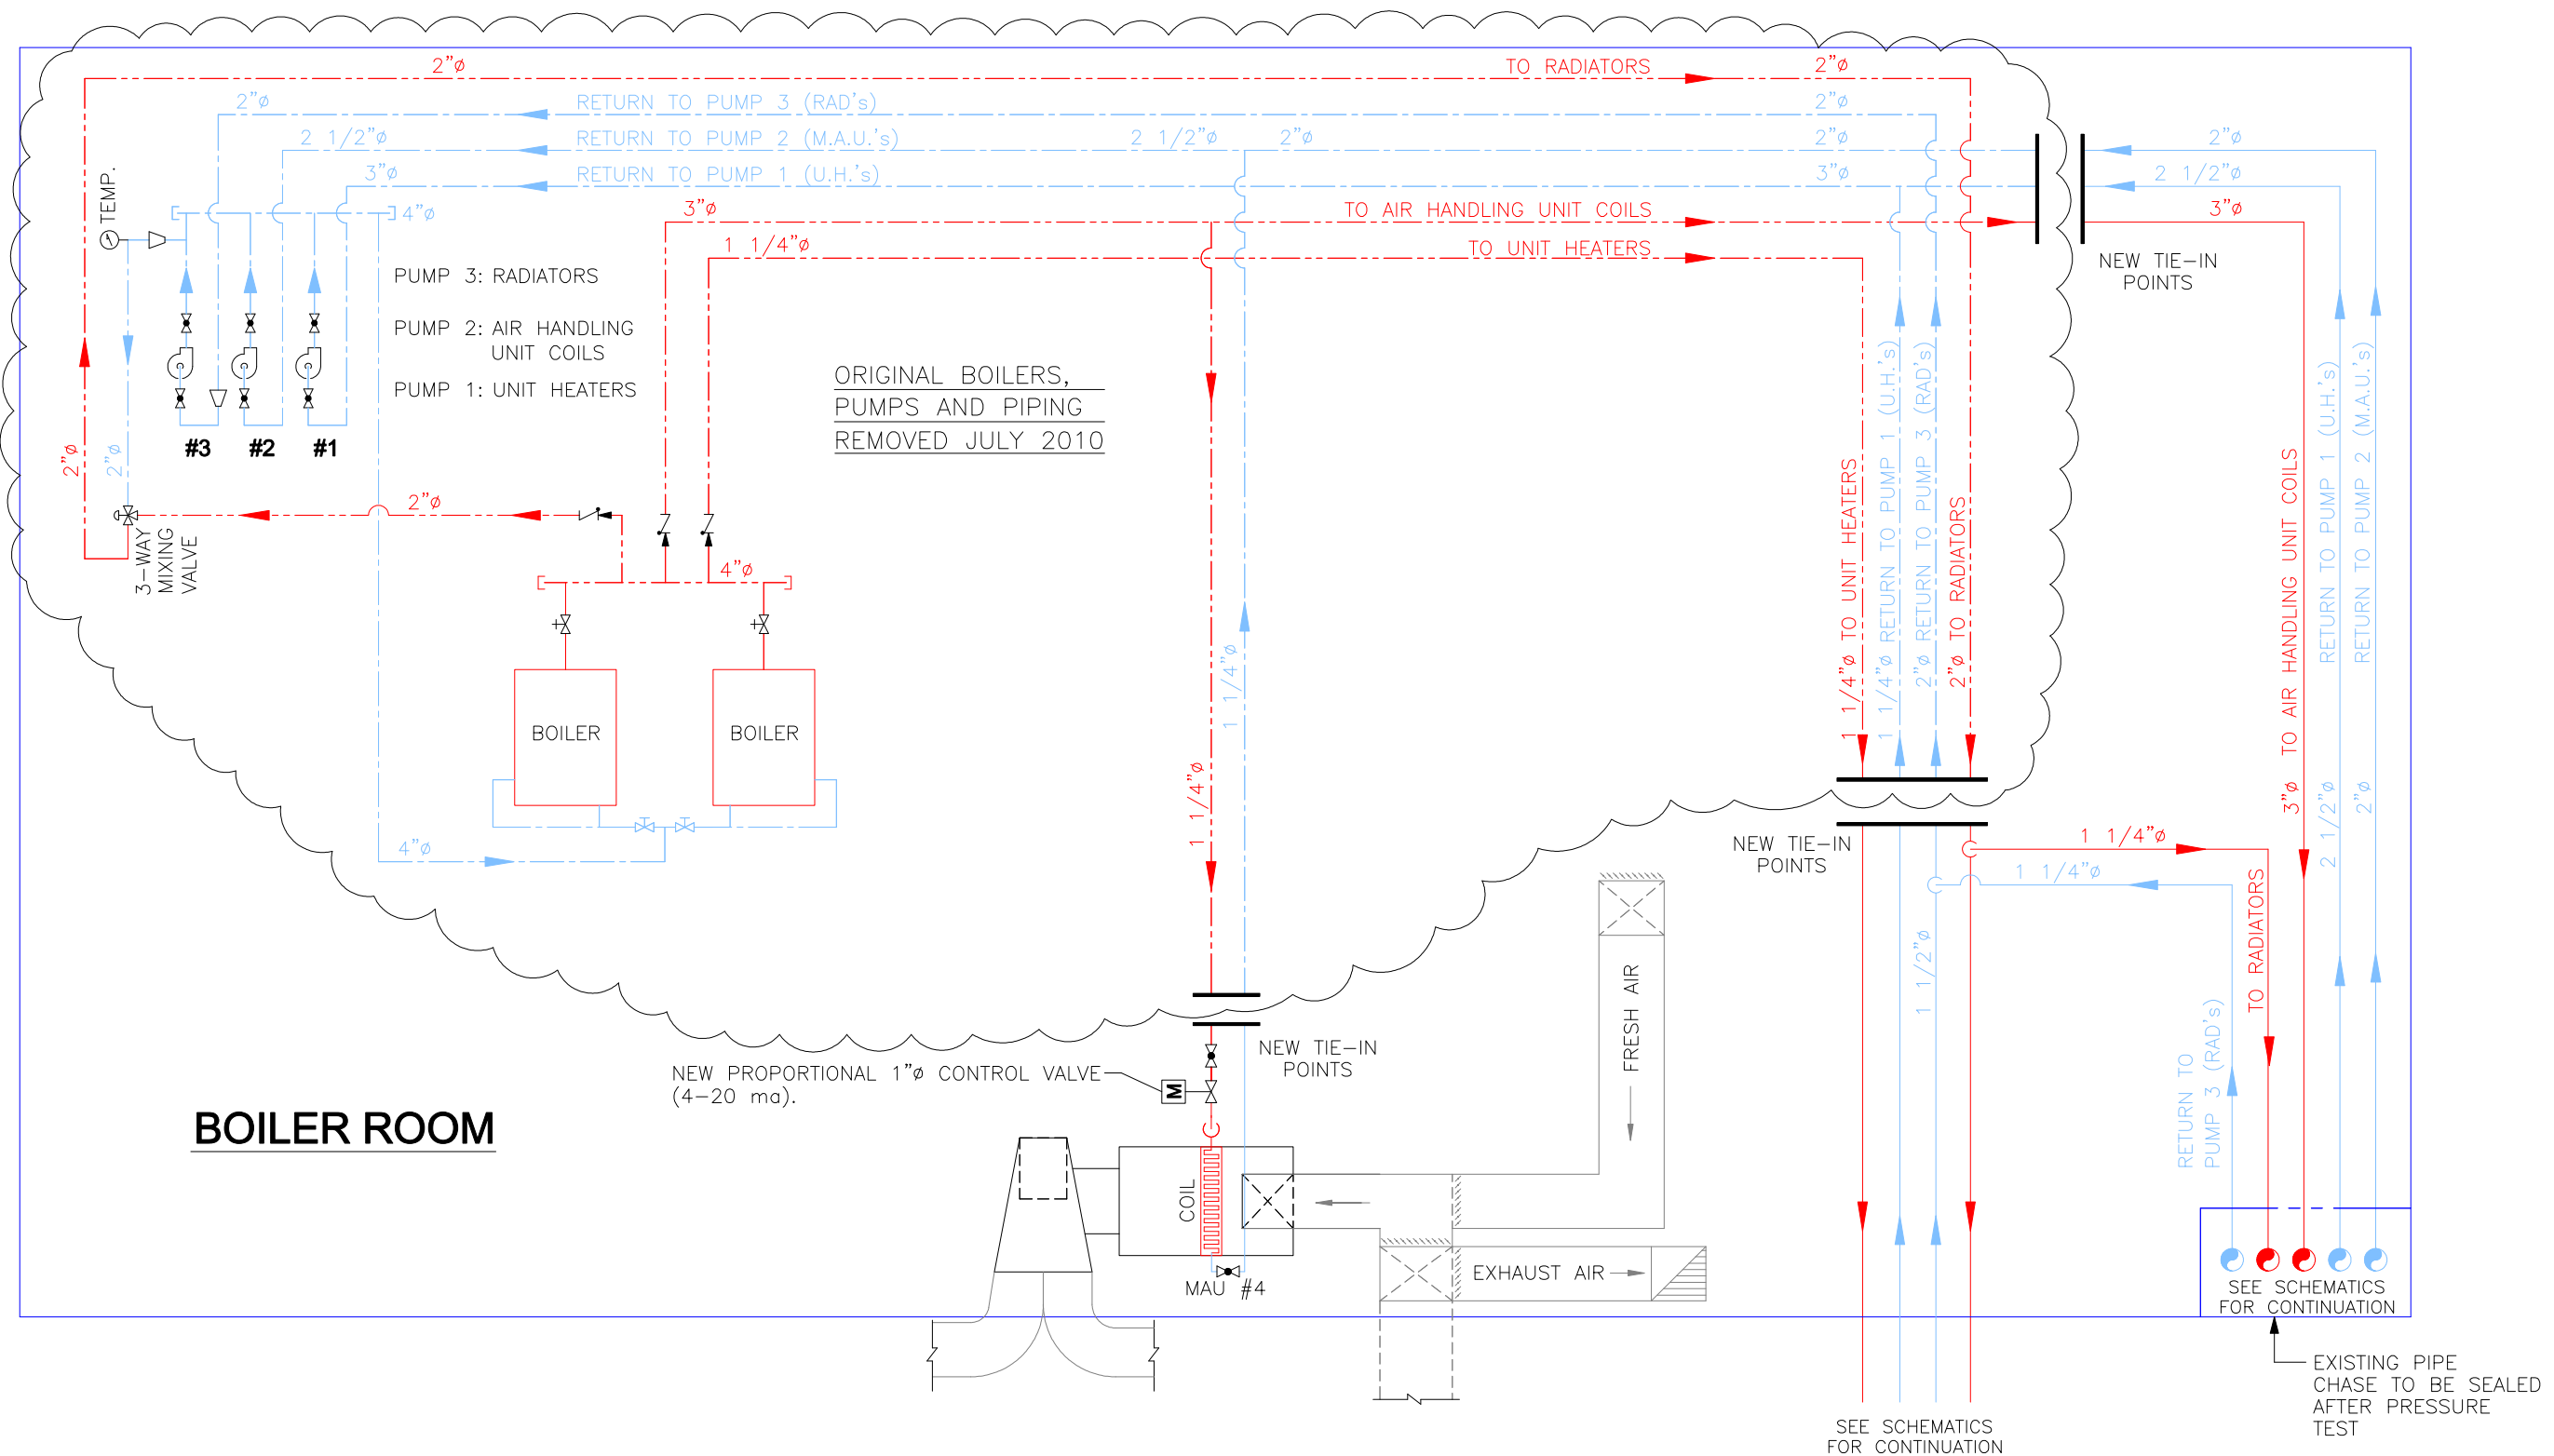 2"ø
TO RADIATORS
2"ø
2"ø
RETURN TO PUMP 3 (RAD's)
2"ø
2 1/2"ø
RETURN TO PUMP 2 (M.A.U.'s)
2 1/2"ø
2"ø
2"ø
2"ø
3"ø
RETURN TO PUMP 1 (U.H.'s)
3"ø
2 1/2"ø
TEMP.
4"ø
3"ø
TO AIR HANDLING UNIT COILS
3"ø
1 1/4"ø
TO UNIT HEATERS
NEW TIE-IN
POINTS
PUMP 3: RADIATORS
PUMP 2: AIR HANDLING
UNIT COILS
PUMP 1: UNIT HEATERS
ORIGINAL BOILERS,
PUMPS AND PIPING
REMOVED JULY 2010
#3
#2
#1
2"ø
2"ø
2"ø
3-WAY
MIXING
VALVE
4"ø
BOILER
BOILER
4"ø
1 1/4"ø
1 1/4"ø
1 1/4"ø TO UNIT HEATERS
1 1/4"ø RETURN TO PUMP 1 (U.H.'s)
2"ø RETURN TO PUMP 3 (RAD's)
2"ø TO RADIATORS
3"ø TO AIR HANDLING UNIT COILS
2 1/2"ø RETURN TO PUMP 1 (U.H.'s)
2"ø RETURN TO PUMP 2 (M.A.U.'s)
NEW TIE-IN
POINTS
1 1/4"ø
1 1/4"ø
TO RADIATORS
1 1/2"ø
RETURN TO
PUMP 3 (RAD's)
FRESH AIR
NEW TIE-IN
POINTS
NEW PROPORTIONAL 1"ø CONTROL VALVE
(4-20 ma).
M
BOILER ROOM
COIL
MAU #4
EXHAUST AIR
SEE SCHEMATICS
FOR CONTINUATION
EXISTING PIPE
CHASE TO BE SEALED
AFTER PRESSURE
TEST
SEE SCHEMATICS
FOR CONTINUATION